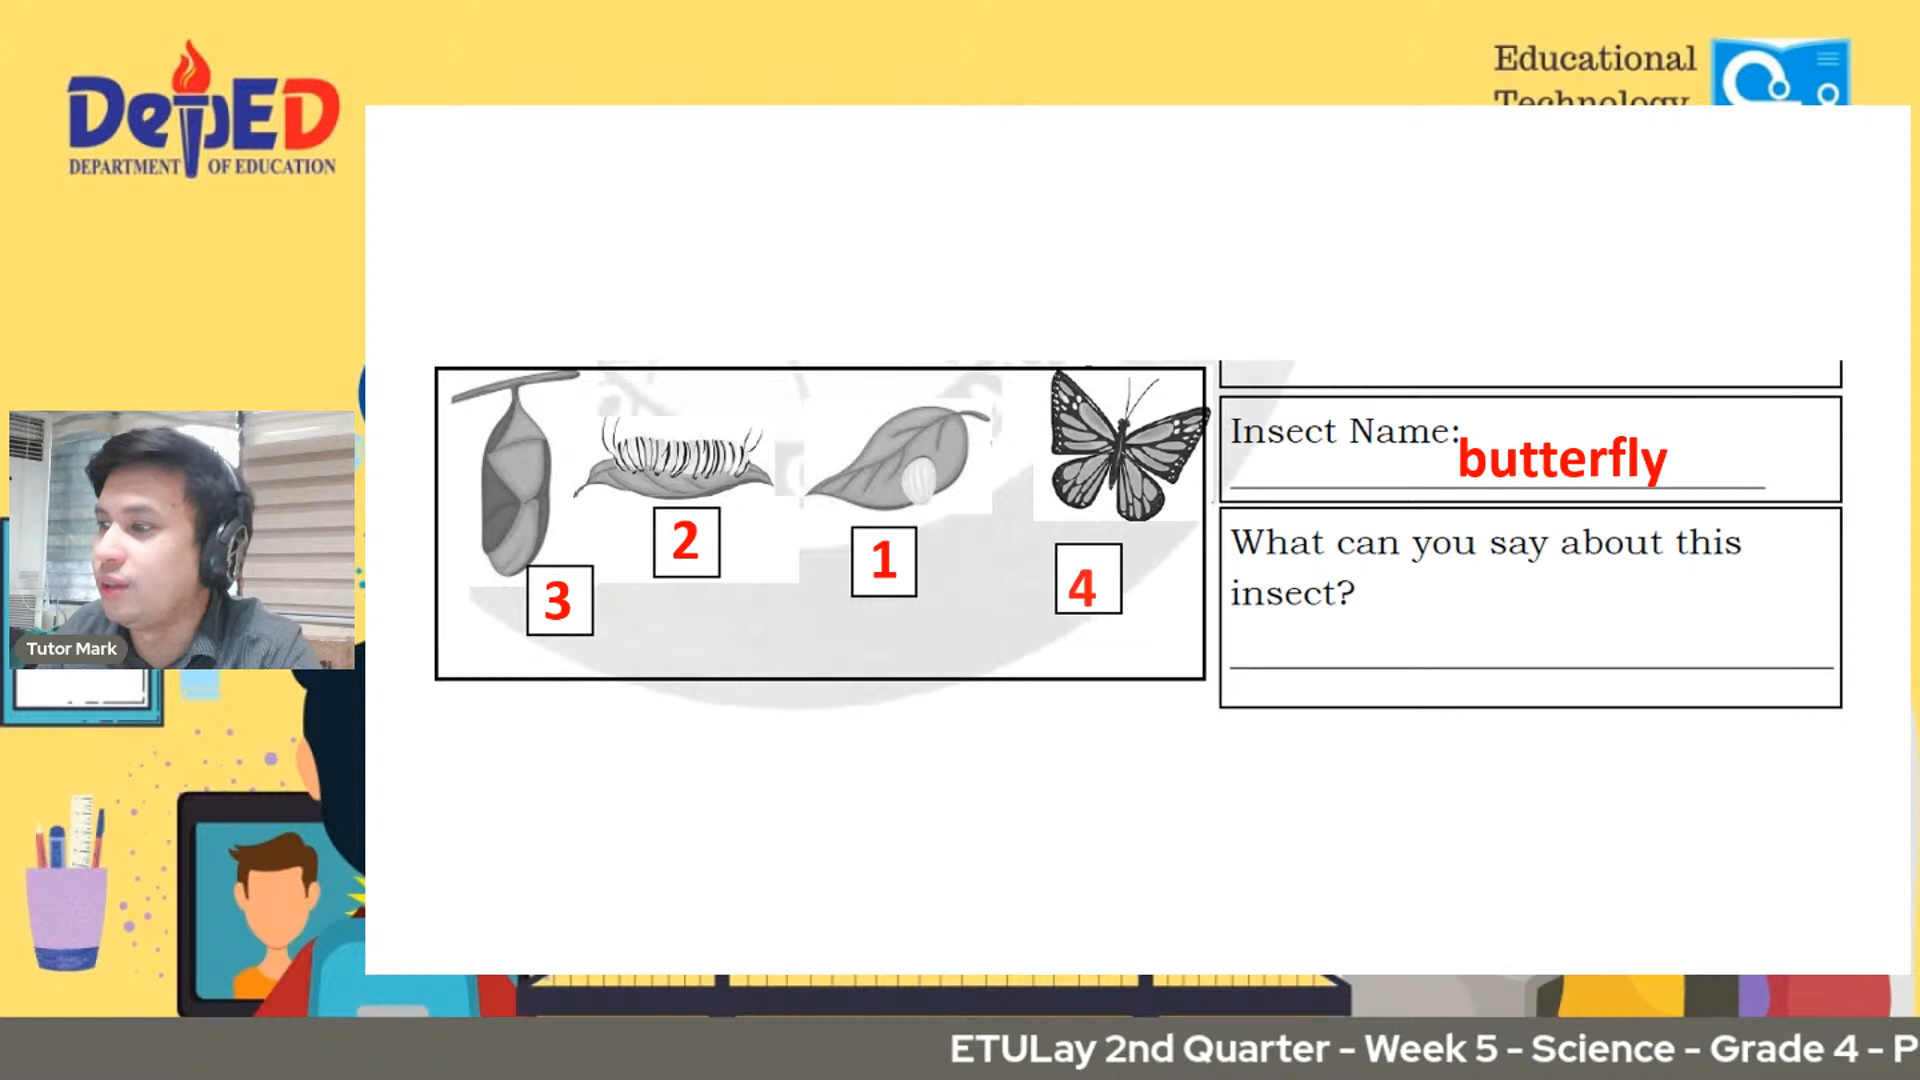 DepED
DEPARTMENT OF EDUCATION
Educational
Technology
Tutor Mark
3
2
1
4
Insect Name:
butterfly
What can you say about this
insect?
ETULay 2nd Quarter - Week 5 - Science - Grade 4 - P